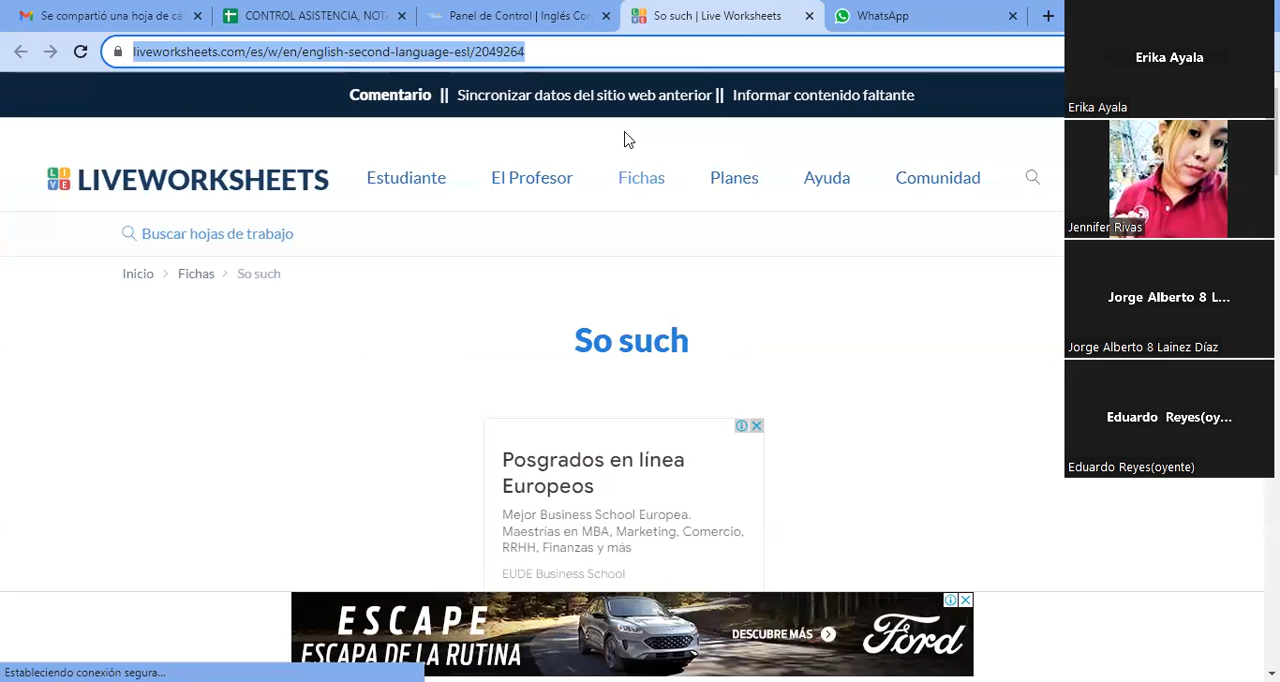 Se compartió una hoja de cá
CONTROL ASISTENCIA, NOTA
Panel de Control | Inglés Cor
So such | Live Worksheets
WhatsApp
liveworksheets.com/es/w/en/english-second-language-esl/2049264
Comentario || Sincronizar datos del sitio web anterior || Informar contenido faltante
LIVE LIVEWORKSHEETS
Estudiante
El Profesor
Fichas
Planes
Ayuda
Comunidad
Buscar hojas de trabajo
Inicio > Fichas > So such
So such
Posgrados en línea
Europeos
Mejor Business School Europea.
Maestrías en MBA, Marketing, Comercio,
RRHH, Finanzas y más
EUDE Business School
ESCAPE
ESCAPA DE LA RUTINA
DESCUBRE MÁS
Ford
Estableciendo conexión segura...
Erika Ayala
Erika Ayala
Jennifer Rivas
Jorge Alberto 8 L...
Jorge Alberto 8 Lainez Díaz
Eduardo Reyes(oy...
Eduardo Reyes(oyente)